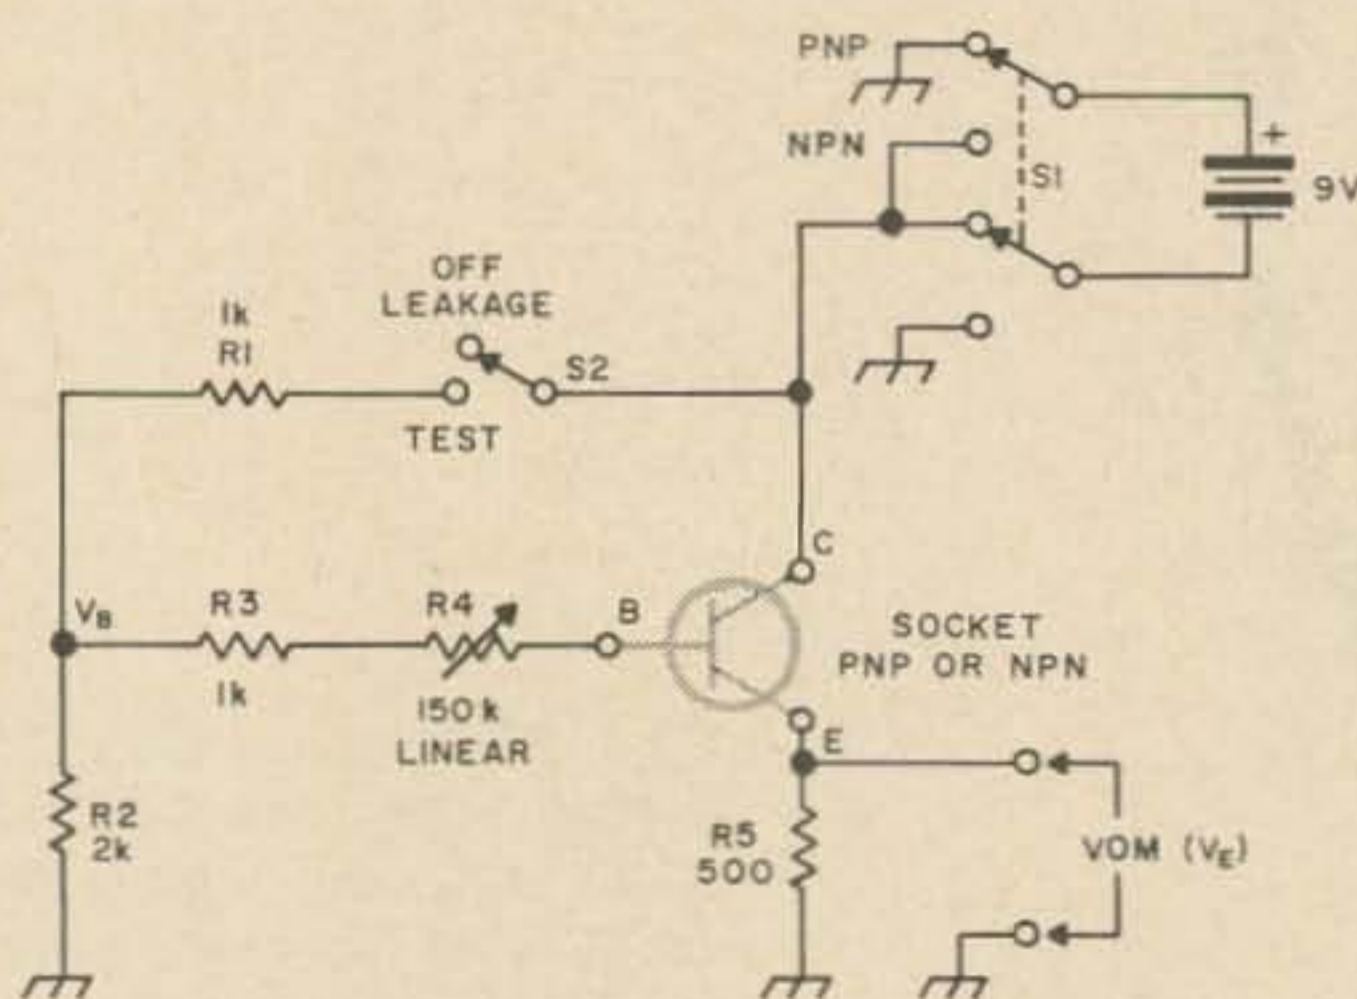 PNP
NPN
+
S1
9V
OFF
LEAKAGE
1k
R1
S2
TEST
C
VB
R3
R4
B
SOCKET
PNP OR NPN
1k
150k
LINEAR
E
R2
2k
R5
500
VOM (VE)